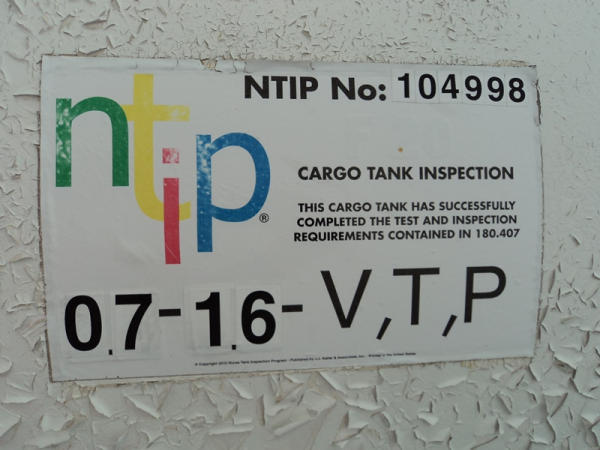 NTIP No: 104998
ntip®
CARGO TANK INSPECTION
THIS CARGO TANK HAS SUCCESSFULLY
COMPLETED THE TEST AND INSPECTION
REQUIREMENTS CONTAINED IN 180.407
07-16-V,T,P